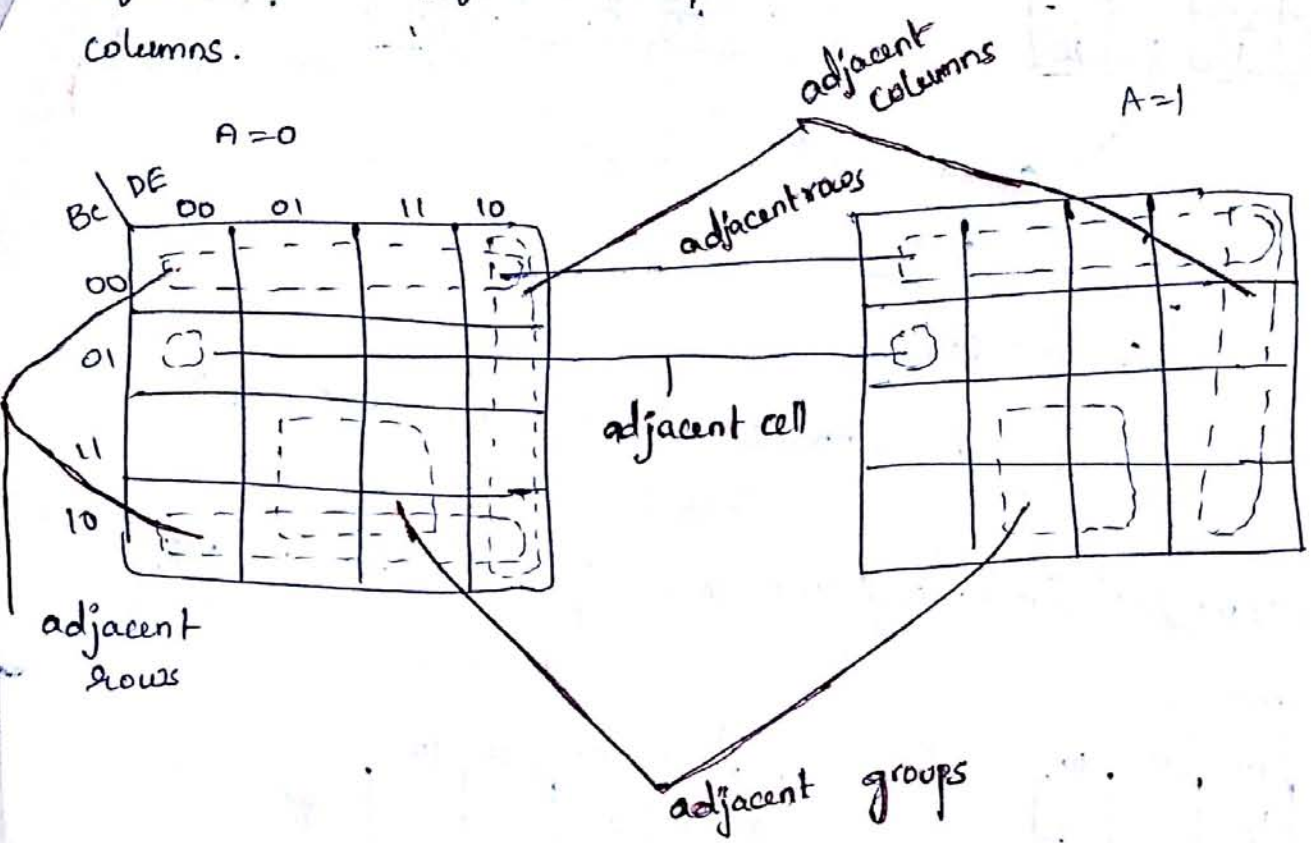 columns.
adjacent columns
A=0
A=1
BC DE
00 01 11 10
adjacent rows
00
01
adjacent cell
11
10
adjacent rows
adjacent groups